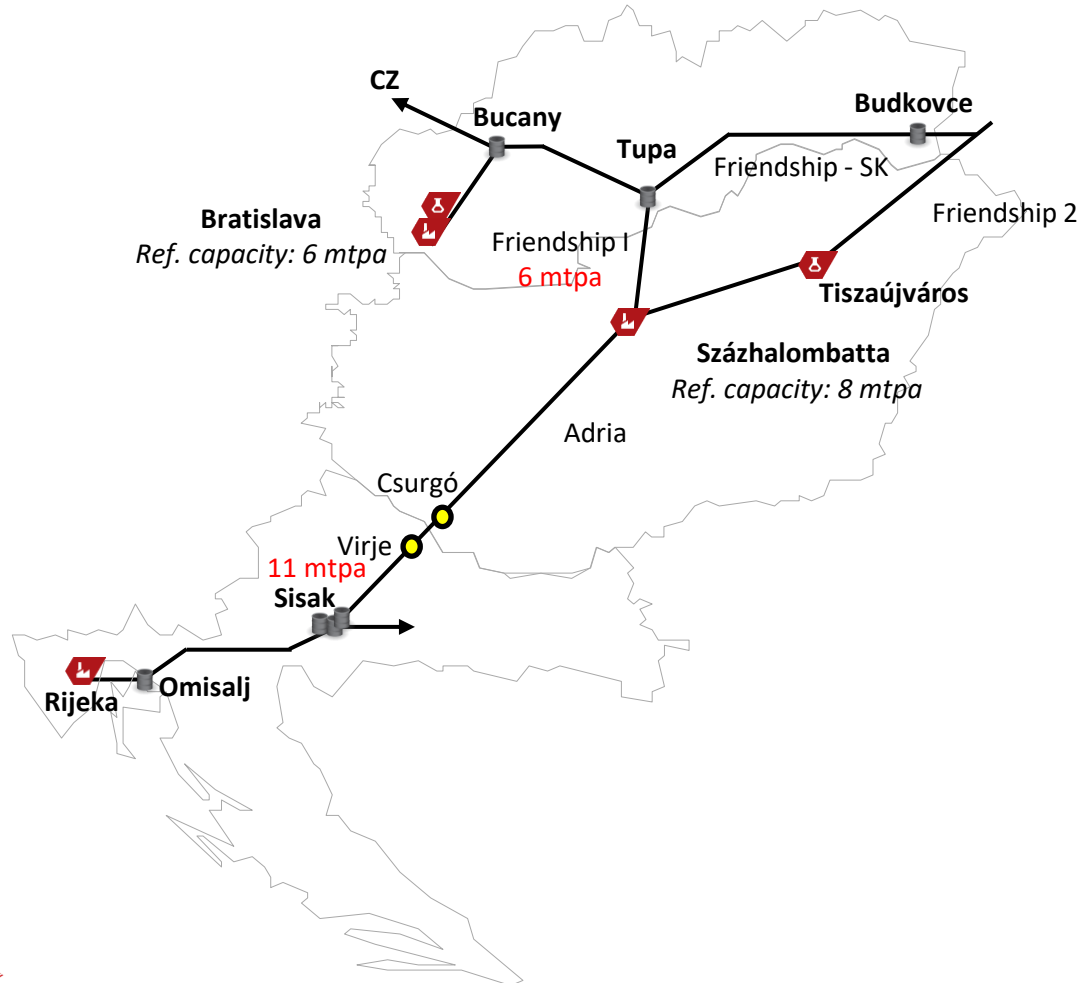 CZ
Bucany
Budkovce
Tupa
Friendship - SK
Bratislava
Ref. capacity: 6 mtpa
Friendship I
6 mtpa
Friendship 2
Tiszaújváros
Százhalombatta
Ref. capacity: 8 mtpa
Adria
Csurgó
Virje
11 mtpa
Sisak
Rijeka
Omisalj